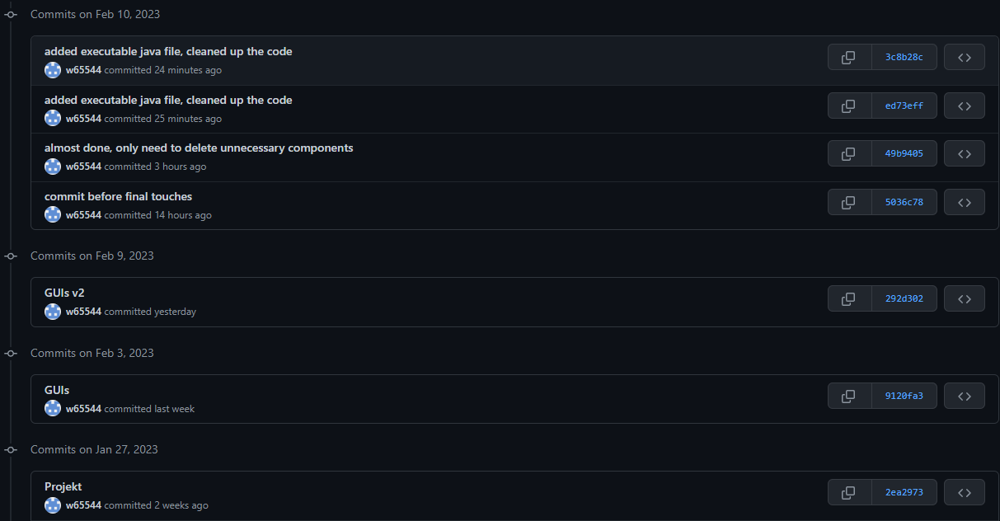 Commits on Feb 10, 2023
added executable java file, cleaned up the code
w65544 committed 24 minutes ago
3c8b28c
added executable java file, cleaned up the code
w65544 committed 25 minutes ago
ed73eff
almost done, only need to delete unnecessary components
w65544 committed 3 hours ago
49b9405
commit before final touches
w65544 committed 14 hours ago
5036c78
Commits on Feb 9, 2023
GUIs v2
w65544 committed yesterday
292d302
Commits on Feb 3, 2023
GUIs
w65544 committed last week
9120fa3
Commits on Jan 27, 2023
Projekt
w65544 committed 2 weeks ago
2ea2973